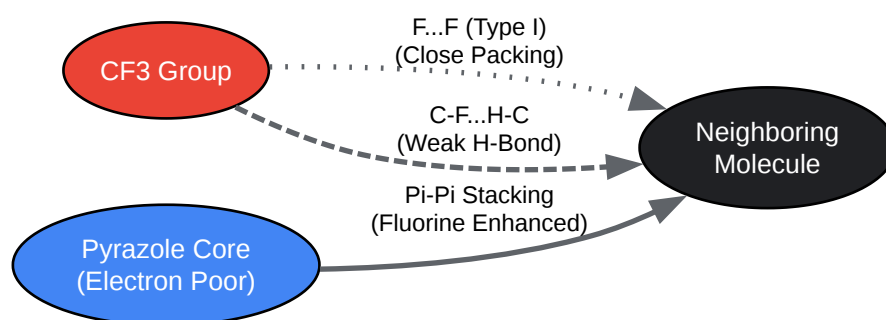 F...F (Type I)
(Close Packing)
CF3 Group
C-F...H-C
(Weak H-Bond)
Neighboring
Molecule
Pi-Pi Stacking
(Fluorine Enhanced)
Pyrazole Core
(Electron Poor)